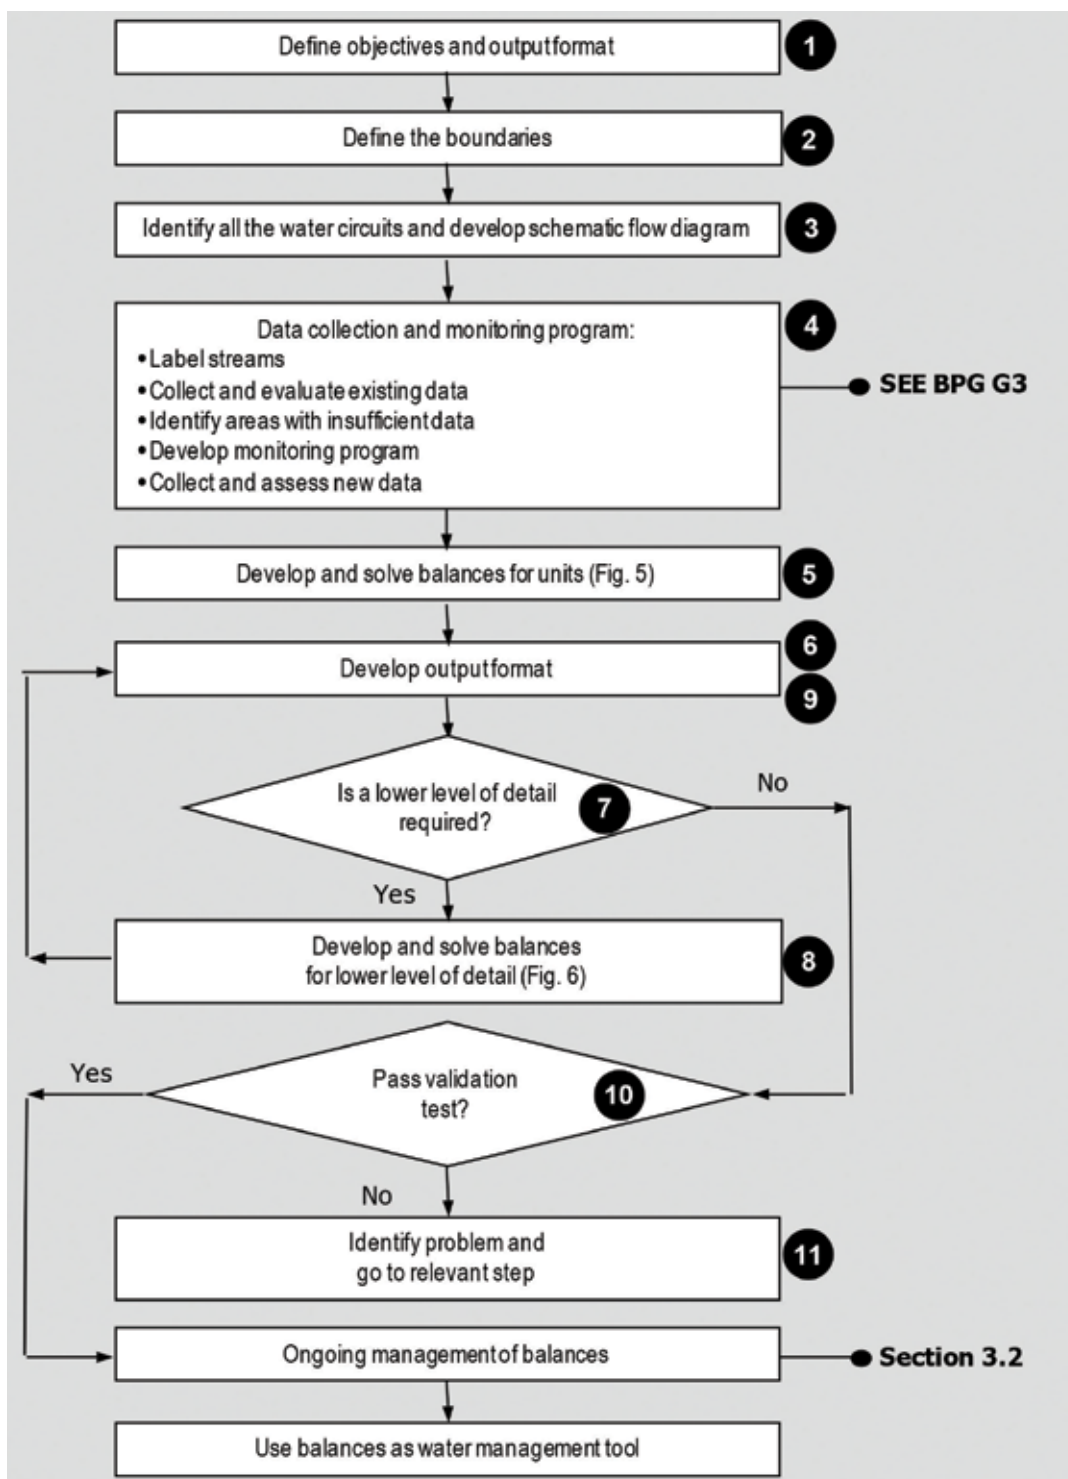 Define objectives and output format
1
Define the boundaries
2
Identify all the water circuits and develop schematic flow diagram
3
Data collection and monitoring program:
4
•Label streams
•Collect and evaluate existing data
•Identify areas with insufficient data
•Develop monitoring program
•Collect and assess new data
SEE BPG G3
Develop and solve balances for units (Fig. 5)
5
Develop output format
6
9
Is a lower level of detail
required?
7
No
Yes
Develop and solve balances
for lower level of detail (Fig. 6)
8
Yes
Pass validation
test?
10
No
Identify problem and
go to relevant step
11
Ongoing management of balances
Section 3.2
Use balances as water management tool